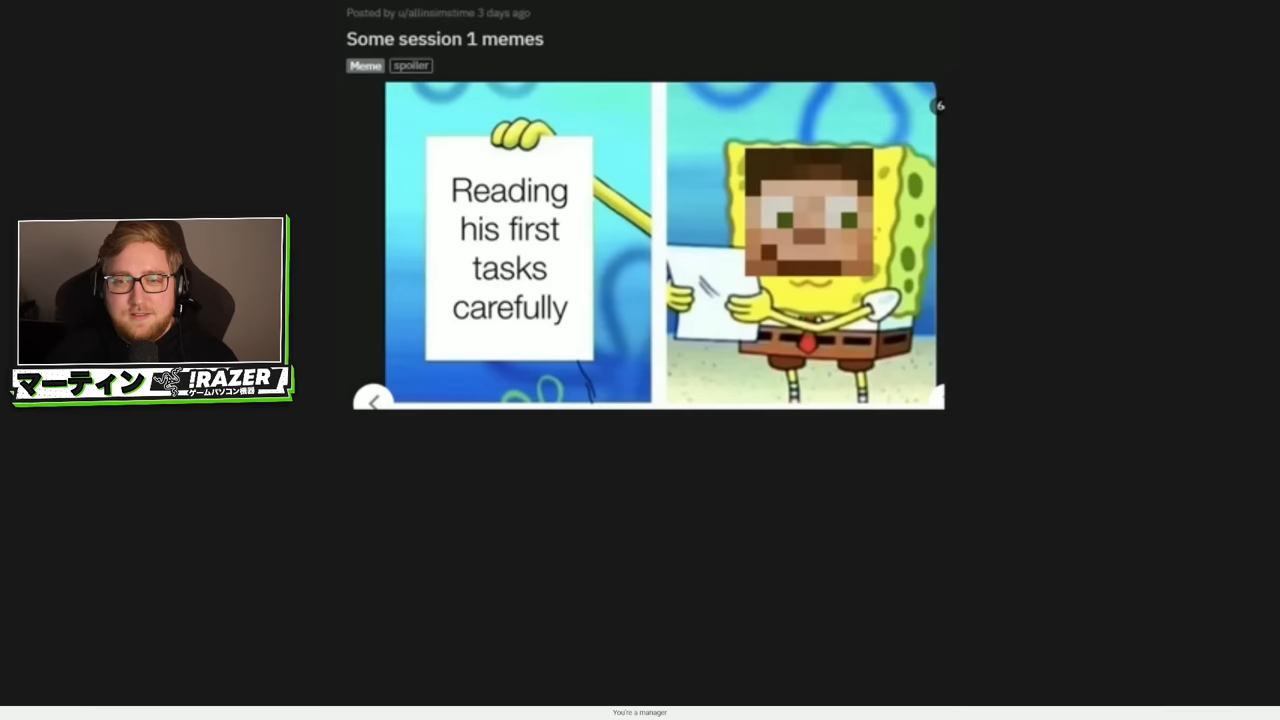 Posted by u/allinsimstime 3 days ago
Some session 1 memes
Meme spoiler
6
Reading
his first
tasks
carefully
マーティン !RAZER
ゲームパソコン機器
You're a manager